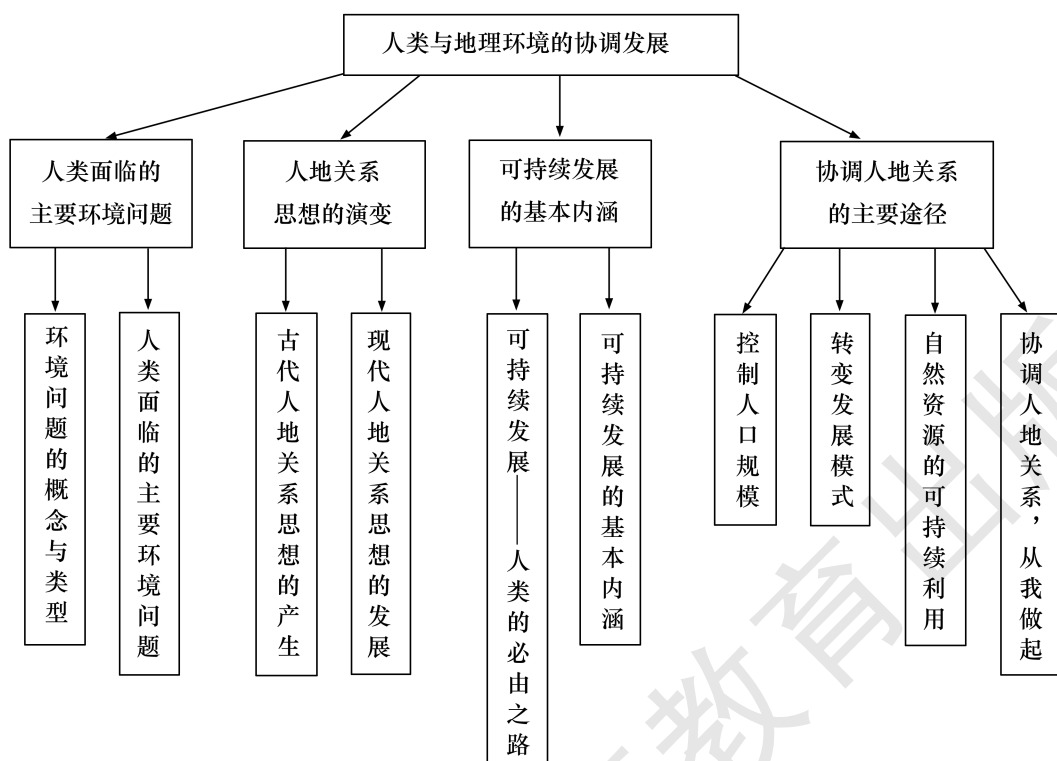 人类与地理环境的协调发展
人类面临的
主要环境问题
人地关系
思想的演变
可持续发展
的基本内涵
协调人地关系
的主要途径
环境问题的概念与类型
人类面临的主要环境问题
古代人地关系思想的产生
现代人地关系思想的发展
可持续发展——人类的必由之路
可持续发展的基本内涵
控制人口规模
转变发展模式
自然资源的可持续利用
协调人地关系，从我做起
教育出版